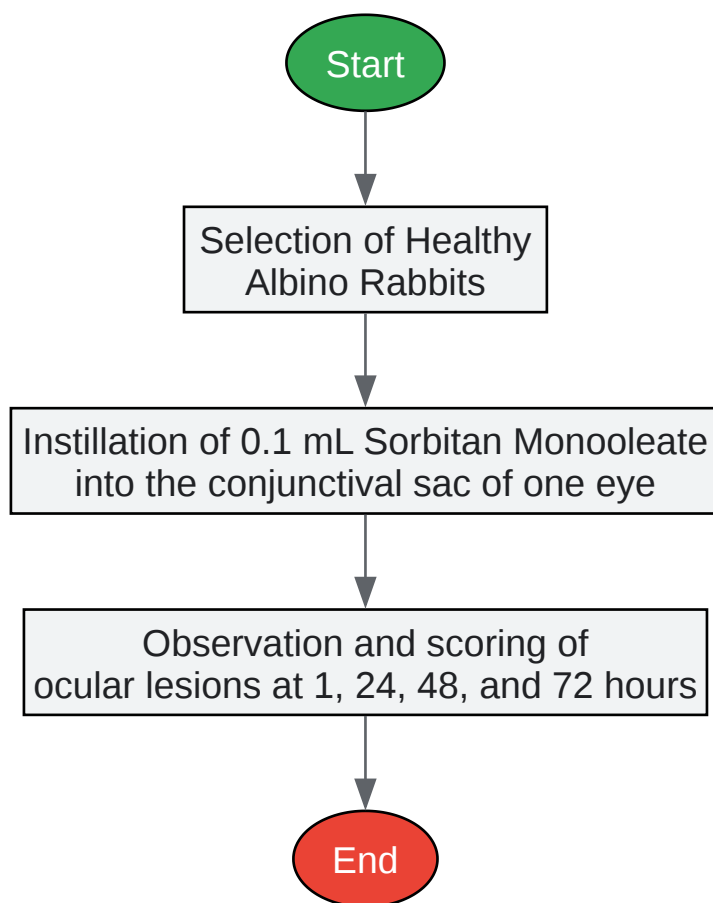 Start
Selection of Healthy
Albino Rabbits
Instillation of 0.1 mL Sorbitan Monooleate
into the conjunctival sac of one eye
Observation and scoring of
ocular lesions at 1, 24, 48, and 72 hours
End